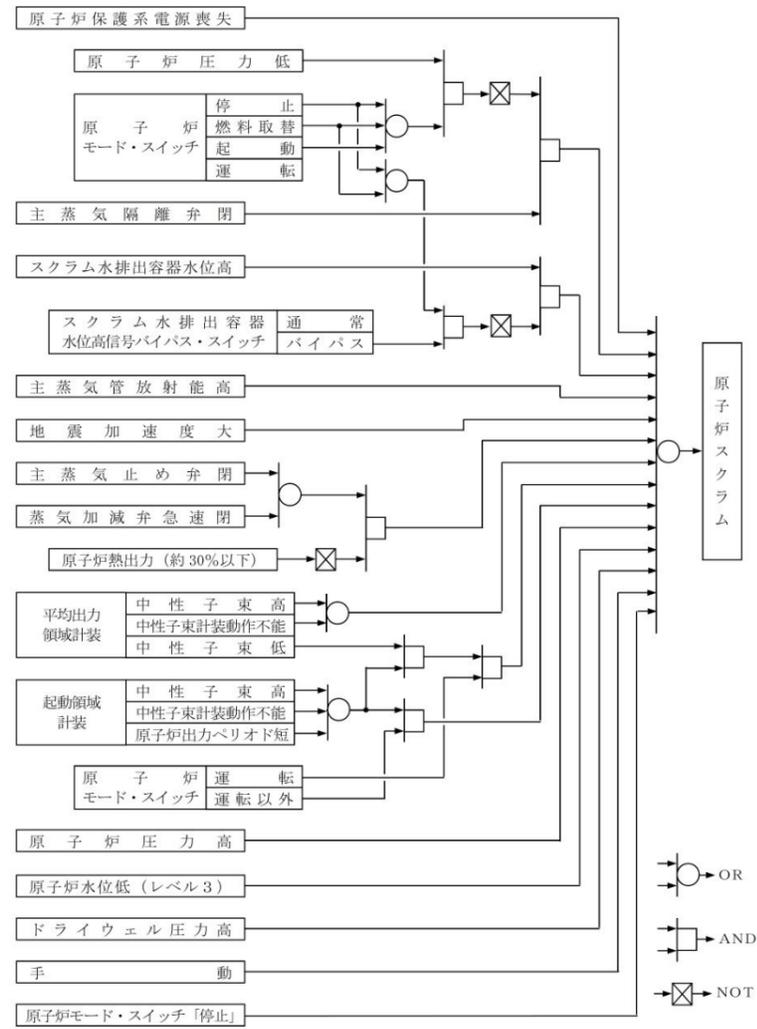 原子炉保護系電源喪失
原子炉圧力低
原子炉
モード・スイッチ
停止
燃料取替
起動
運転
主蒸気隔離弁閉
スクラム水排出容器水位高
スクラム水排出容器
水位高信号バイパス・スイッチ
通常
バイパス
主蒸気管放射能高
地震加速度大
主蒸気止め弁閉
蒸気加減弁急速閉
原子炉熱出力（約30%以下）
平均出力
領域計装
中性子束高
中性子束計装動作不能
中性子束低
起動領域
計装
中性子束高
中性子束計装動作不能
原子炉出力ペリオド短
原子炉
モード・スイッチ
運転
運転以外
原子炉圧力高
原子炉水位低（レベル３）
ドライウェル圧力高
手動
原子炉モード・スイッチ「停止」
原子炉スクラム
OR
AND
NOT